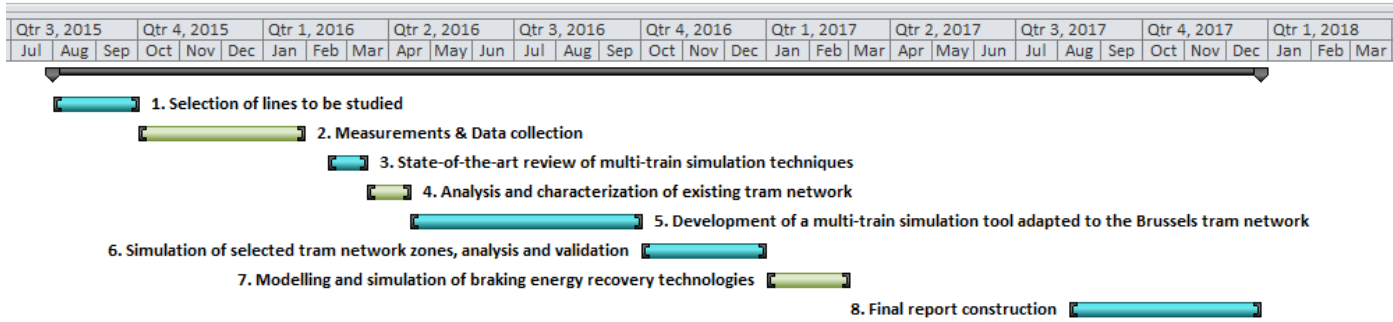 Qtr 3, 2015 Qtr 4, 2015 Qtr 1, 2016 Qtr 2, 2016 Qtr 3, 2016 Qtr 4, 2016 Qtr 1, 2017 Qtr 2, 2017 Qtr 3, 2017 Qtr 4, 2017 Qtr 1, 2018
Jul Aug Sep Oct Nov Dec Jan Feb Mar Apr May Jun Jul Aug Sep Oct Nov Dec Jan Feb Mar Apr May Jun Jul Aug Sep Oct Nov Dec Jan Feb Mar
1. Selection of lines to be studied
2. Measurements & Data collection
3. State-of-the-art review of multi-train simulation techniques
4. Analysis and characterization of existing tram network
5. Development of a multi-train simulation tool adapted to the Brussels tram network
6. Simulation of selected tram network zones, analysis and validation
7. Modelling and simulation of braking energy recovery technologies
8. Final report construction